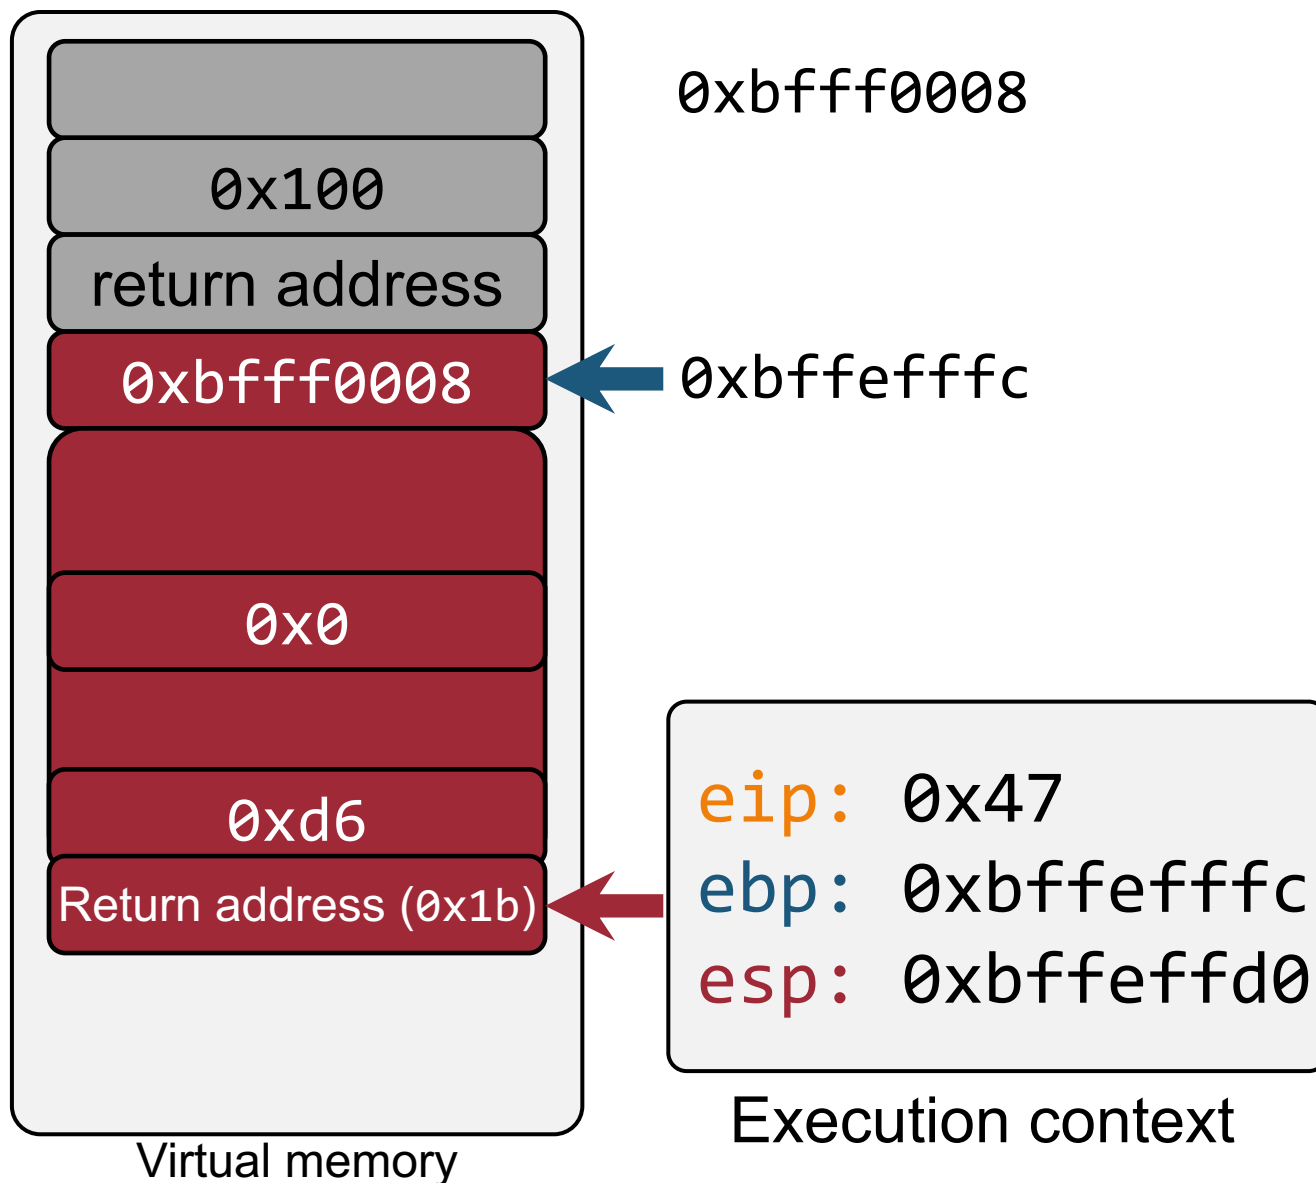 0xbfff0008
0x100
return address
0xbfff0008
0xbffefffc
0x0
0xd6
Return address (0x1b)
eip: 0x47
ebp: 0xbffefffc
esp: 0xbffeffd0
Execution context
Virtual memory